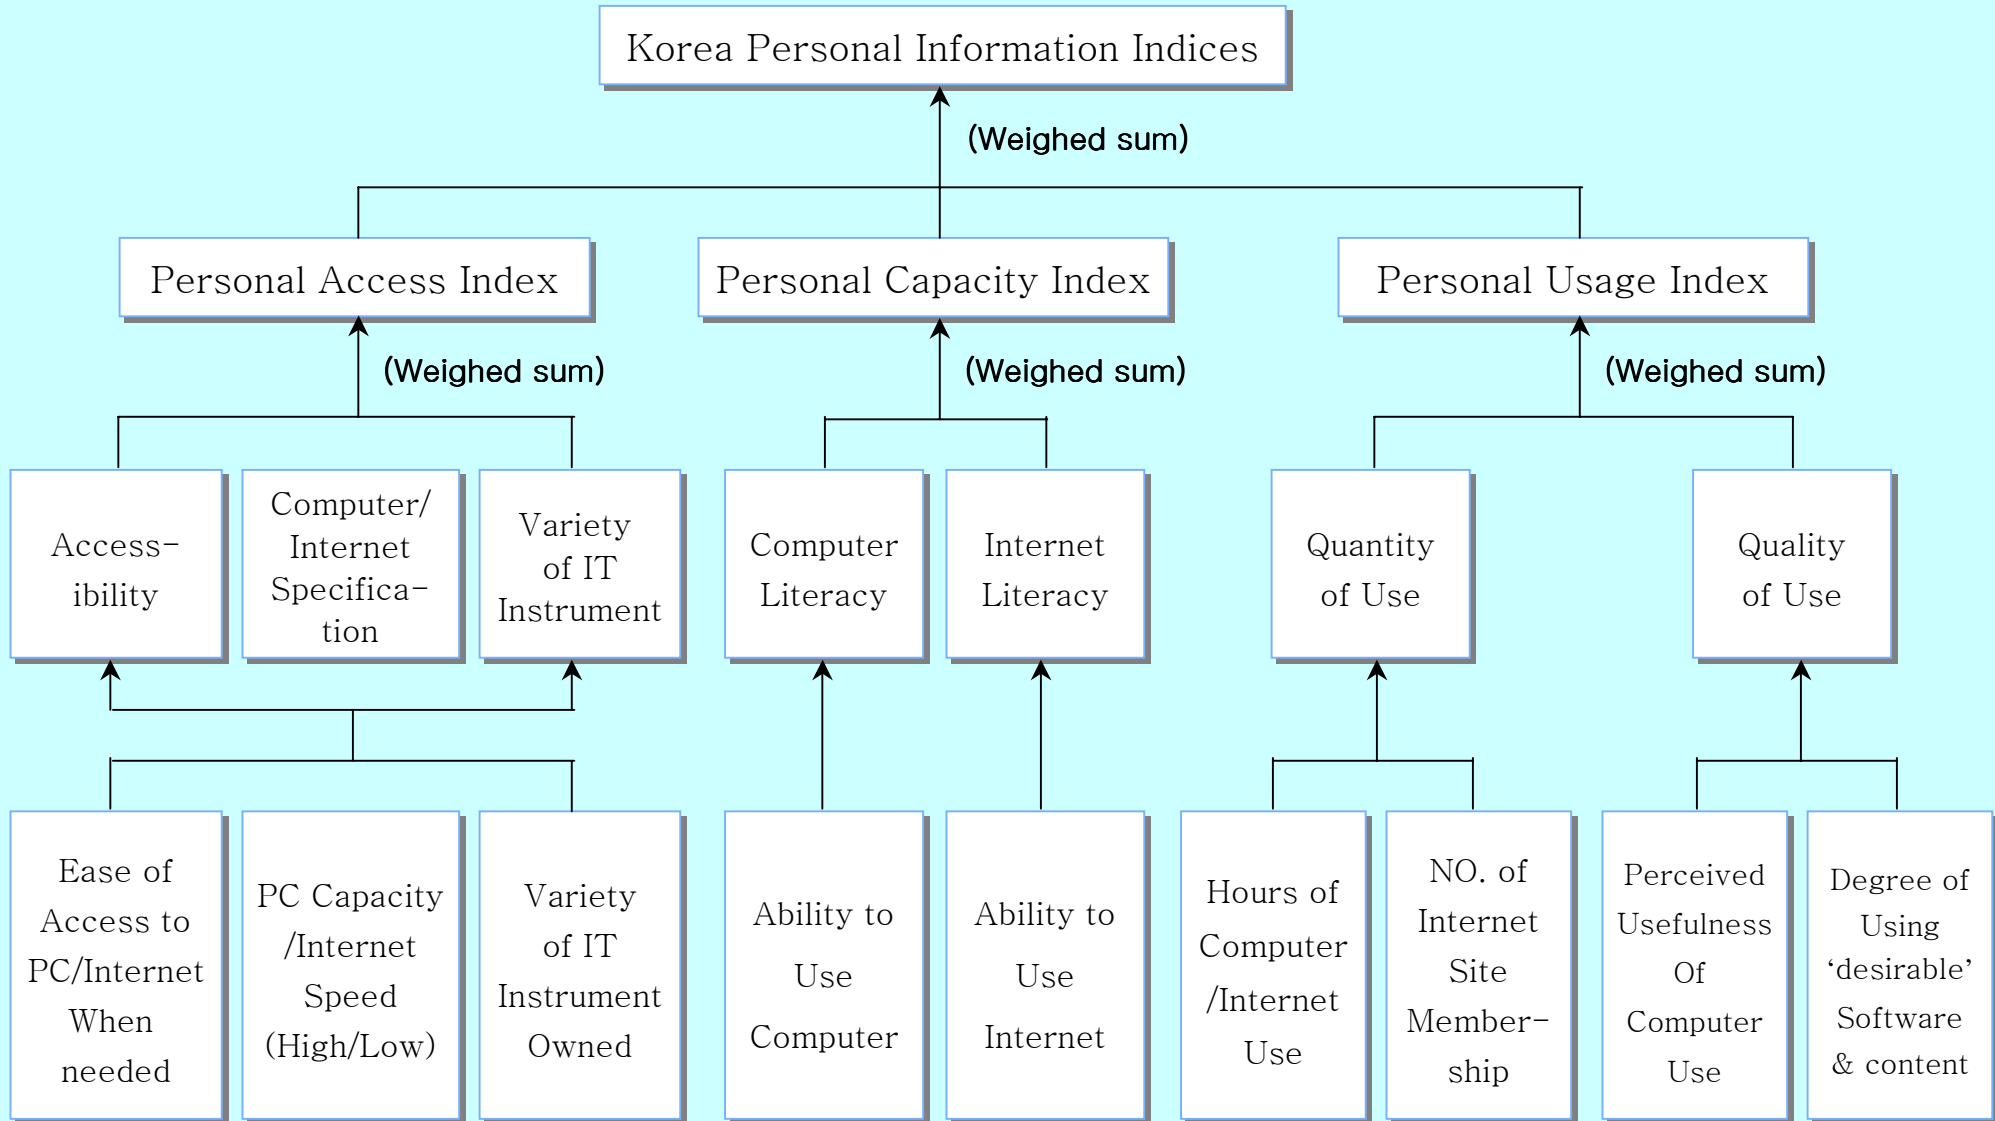 Korea Personal Information Indices
(Weighed sum)
Personal Access Index
Personal Capacity Index
Personal Usage Index
(Weighed sum)
(Weighed sum)
(Weighed sum)
Access-
ibility
Computer/
Internet
Specifica-
tion
Variety
of IT
Instrument
Computer
Literacy
Internet
Literacy
Quantity
of Use
Quality
of Use
Ease of
Access to
PC/Internet
When
needed
PC Capacity
/Internet
Speed
(High/Low)
Variety
of IT
Instrument
Owned
Ability to
Use
Computer
Ability to
Use
Internet
Hours of
Computer
/Internet
Use
NO. of
Internet
Site
Member-
ship
Perceived
Usefulness
Of
Computer
Use
Degree of
Using
‘desirable’
Software
& content